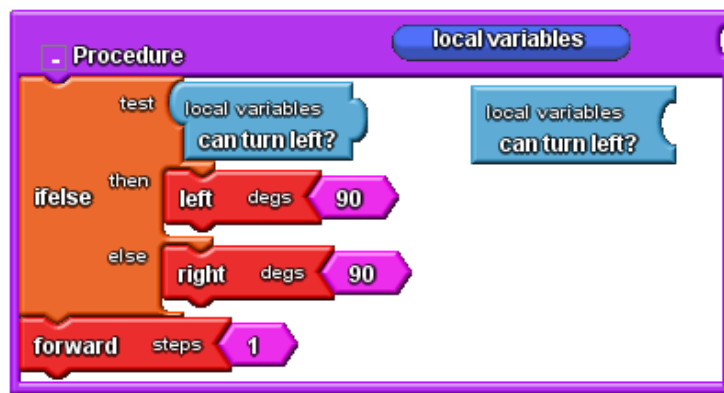 local variables
- Procedure
test local variables
can turn left?
local variables
can turn left?
ifelse then left degs 90
else right degs 90
forward steps 1